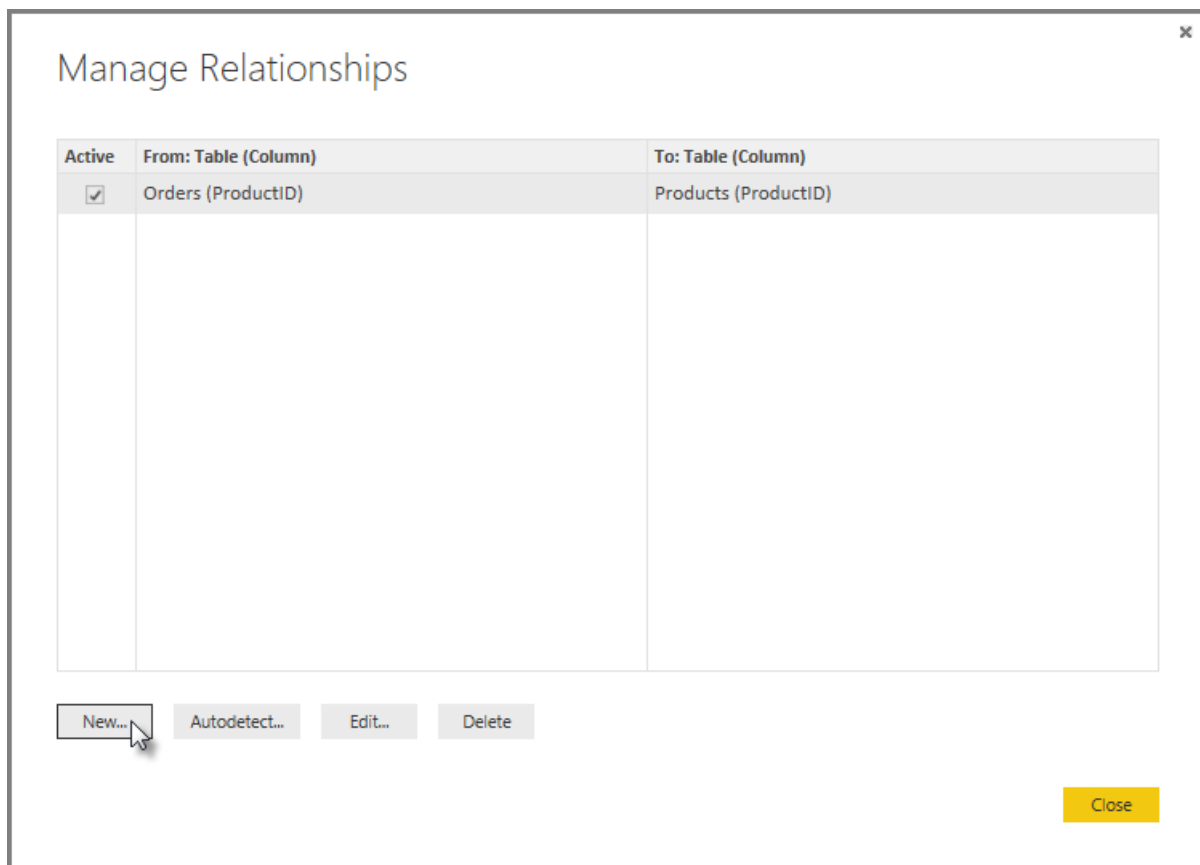 Manage Relationships
Active From: Table (Column) To: Table (Column)
Orders (ProductID) Products (ProductID)
New... Autodetect... Edit... Delete
Close